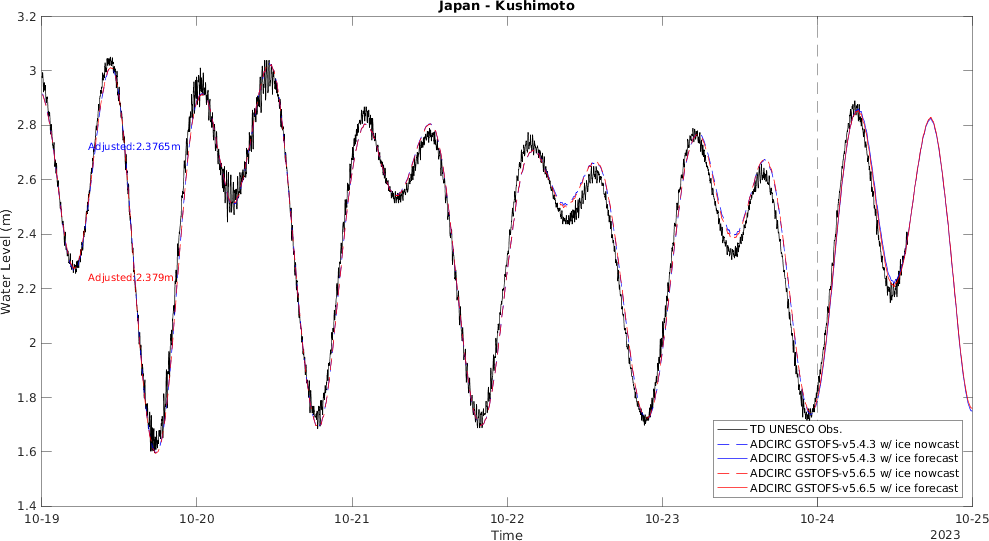 Japan - Kushimoto
3.2
3
2.8
2.6
2.4
2.2
2
1.8
1.6
1.4
Water Level (m)
Adjusted:2.3765m
Adjusted:2.379m
TD UNESCO Obs.
ADCIRC GSTOFS-v5.4.3 w/ ice nowcast
ADCIRC GSTOFS-v5.4.3 w/ ice forecast
ADCIRC GSTOFS-v5.6.5 w/ ice nowcast
ADCIRC GSTOFS-v5.6.5 w/ ice forecast
10-19 10-20 10-21 10-22 10-23 10-24 10-25
Time
2023